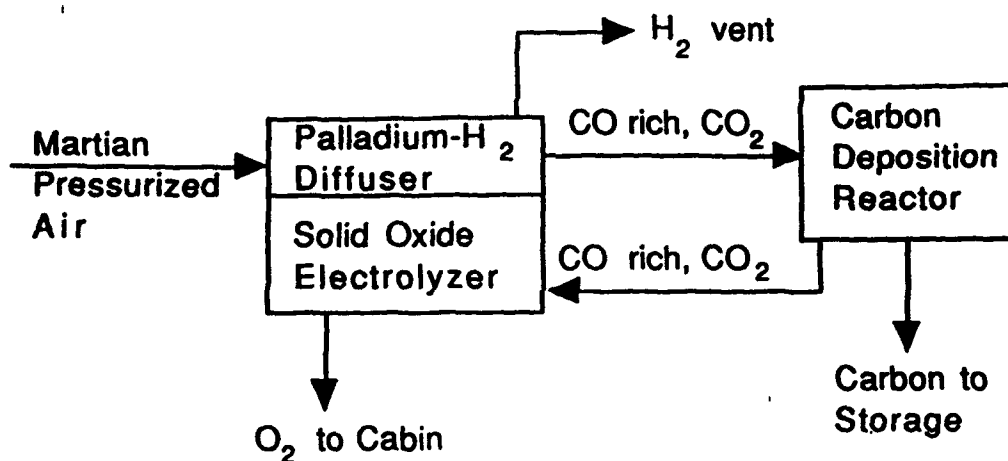 H₂ vent
Martian
Pressurized
Air
Palladium-H₂
Diffuser
Solid Oxide
Electrolyzer
CO rich, CO₂
CO rich, CO₂
Carbon
Deposition
Reactor
O₂ to Cabin
Carbon to
Storage